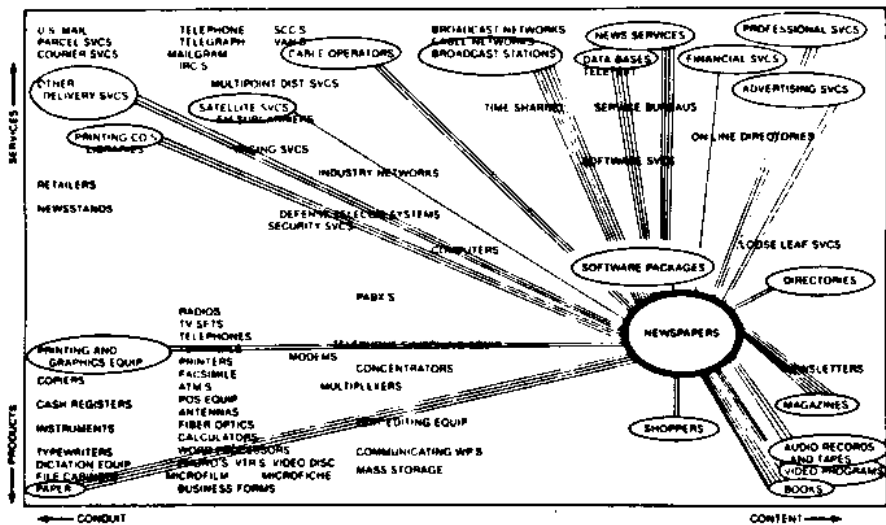 U.S. MAIL
PARCEL SVCS
COURIER SVCS
TELEPHONE
TELEGRAPH
MAILGRAM
IRC'S
SCC'S
VAN'S
CABLE OPERATORS
BROADCAST NETWORKS
CABLE NETWORKS
BROADCAST STATIONS
NEWS SERVICES
DATA BASES
TELETEXT
PROFESSIONAL SVCS
FINANCIAL SVCS
ADVERTISING SVCS
OTHER
DELIVERY SVCS
MULTIPOINT DIST SVCS
SATELLITE SVCS
FM SUBCARRIERS
TIME SHARING
SERVICE BUREAUS
ON LINE DIRECTORIES
PRINTING CO'S
LIBRARIES
SVCS
SOFTWARE SVCS
INDUSTRY NETWORKS
RETAILERS
NEWSSTANDS
DEFENSE TELECOM SYSTEMS
SECURITY SVCS
COMPUTERS
LOOSE LEAF SVCS
SOFTWARE PACKAGES
DIRECTORIES
PABX'S
NEWSPAPERS
RADIOS
TV SETS
TELEPHONES
PRINTERS
FACSIMILE
ATM'S
POS EQUIP
ANTENNAS
FIBER OPTICS
CALCULATORS
WORD PROCESSORS
VTR'S VIDEO DISC
MICROFILM MICROFICHE
BUSINESS FORMS
PRINTING AND
GRAPHICS EQUIP
COPIERS
CASH REGISTERS
INSTRUMENTS
TYPEWRITERS
DICTATION EQUIP
FILE CABINETS
PAPER
MODEMS
CONCENTRATORS
MULTIPLEXERS
TEXT EDITING EQUIP
COMMUNICATING WP'S
MASS STORAGE
NEWSLETTERS
MAGAZINES
SHOPPERS
AUDIO RECORDS
AND TAPES
VIDEO PROGRAMS
BOOKS
SERVICES
PRODUCTS
CONDUIT
CONTENT